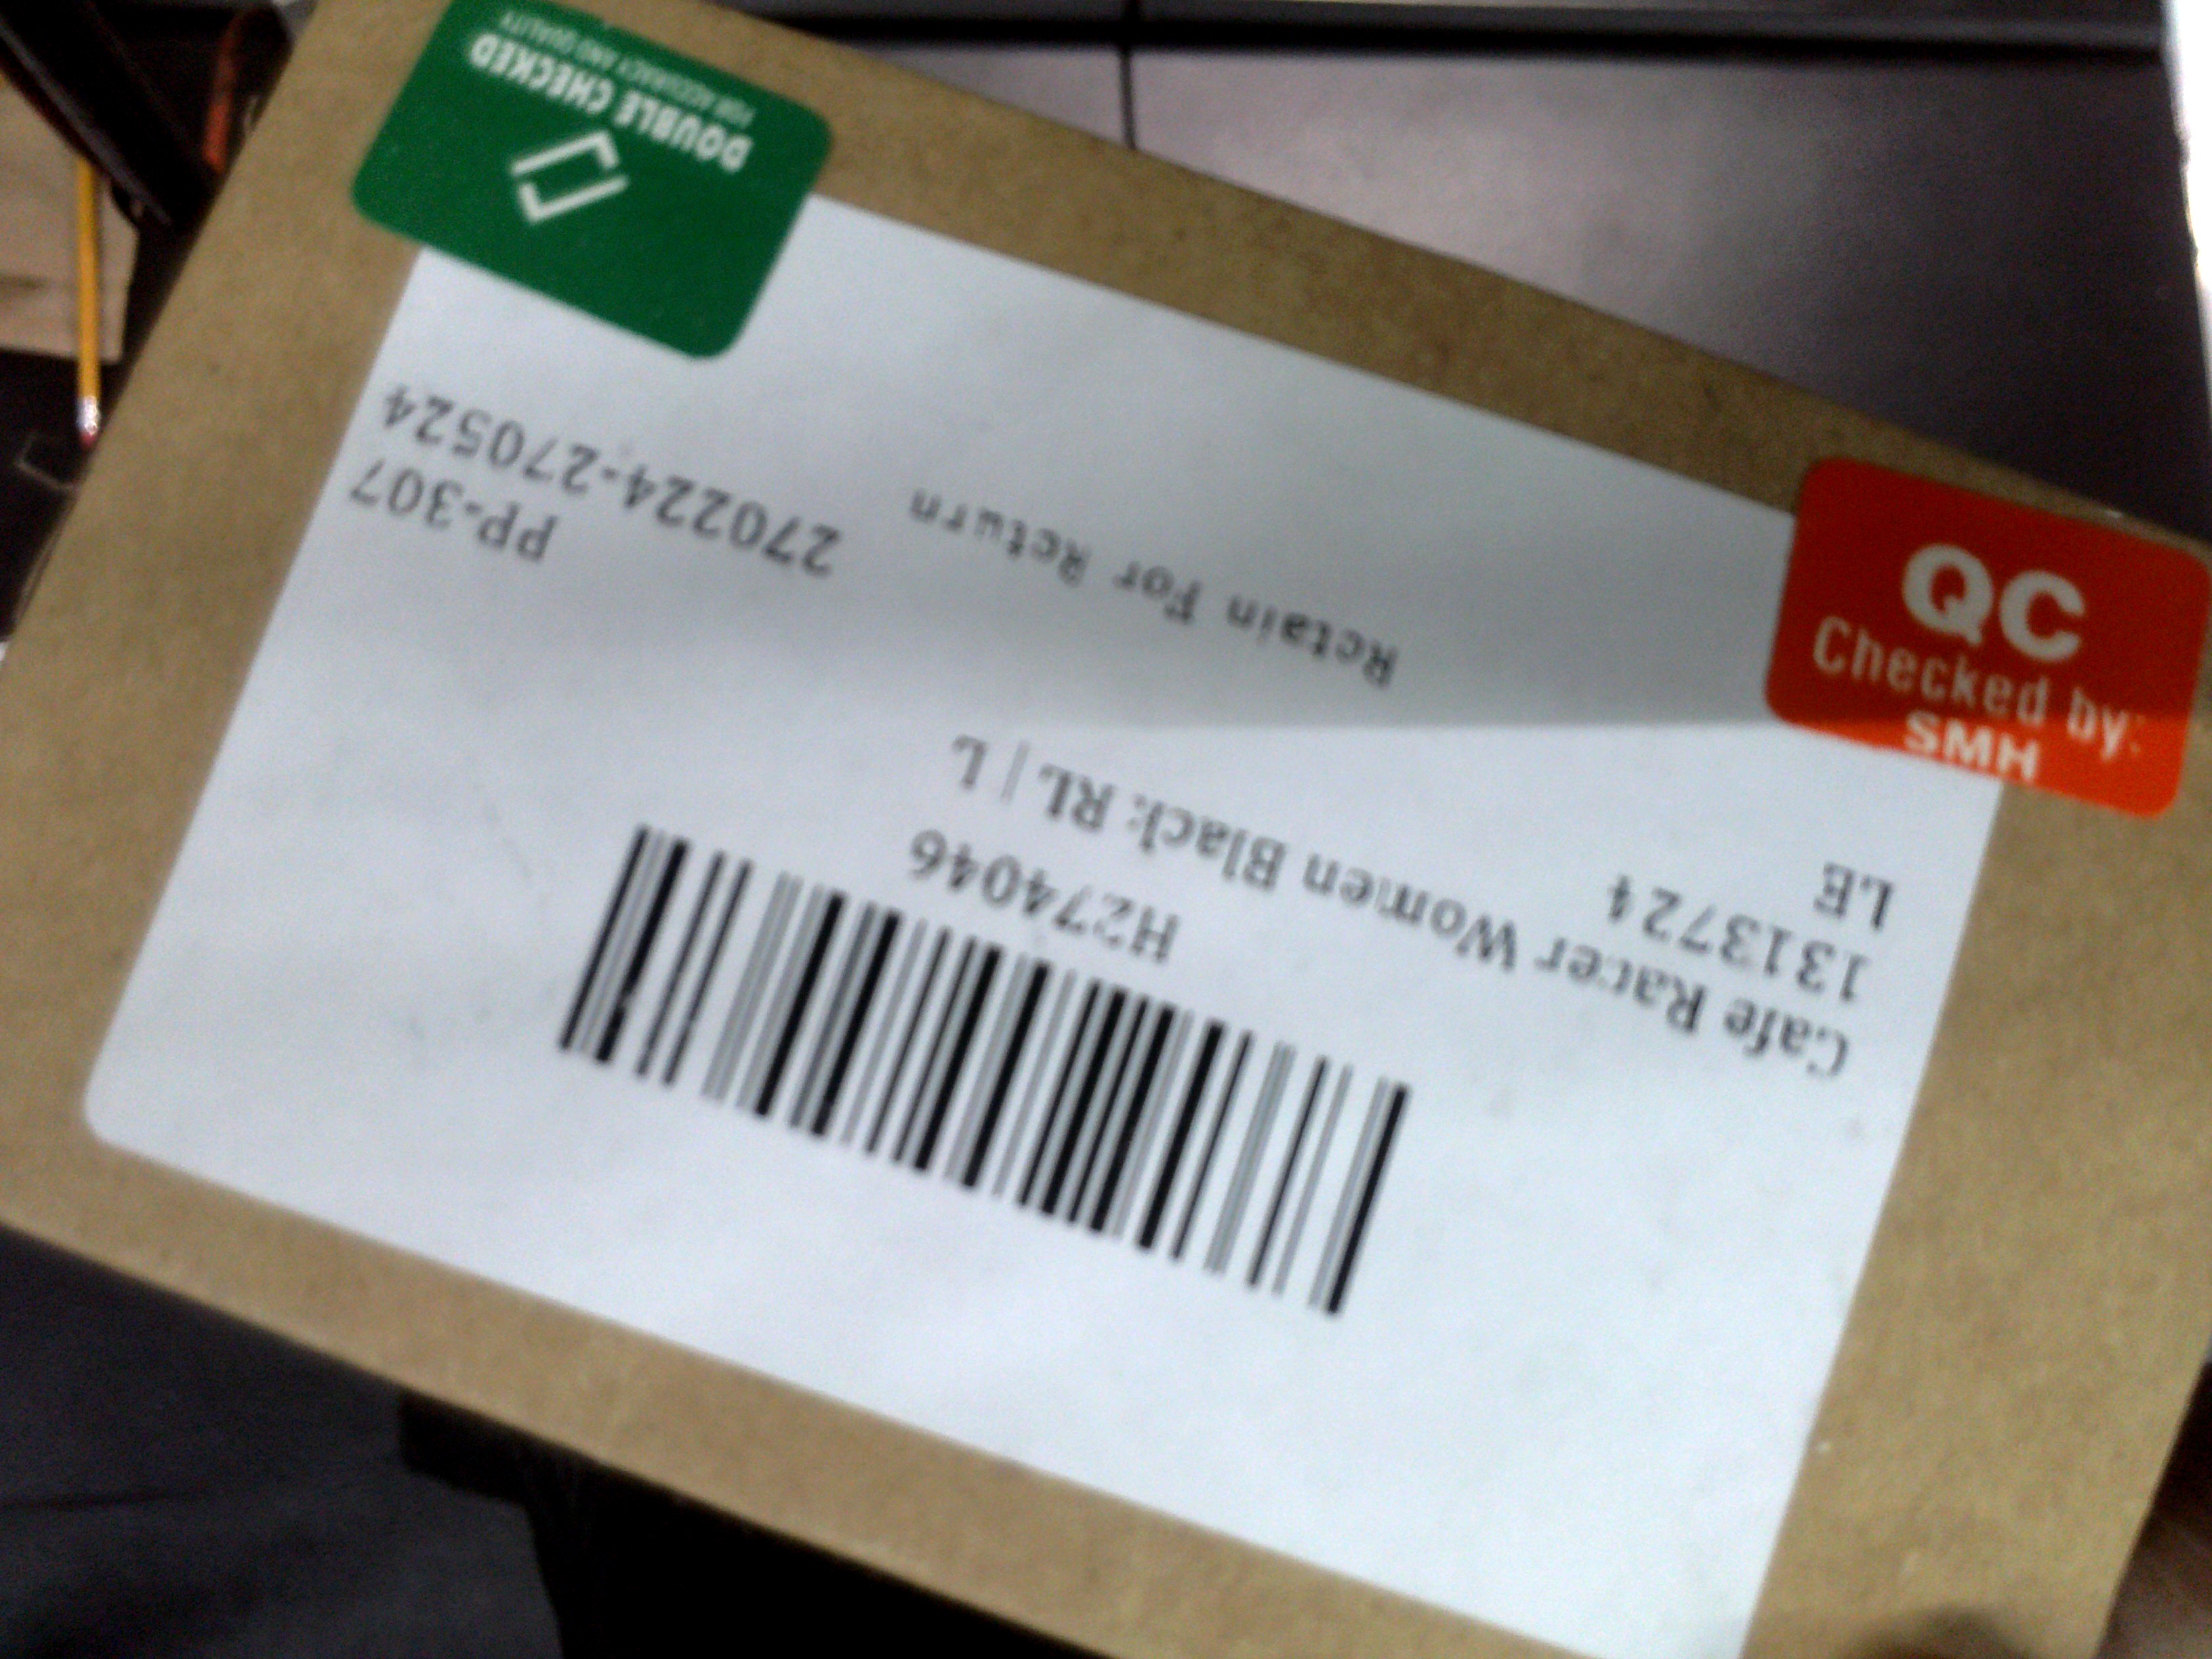 H274046
Cafe Racer Women Black RL | L
1313724
LE
Retain For Return
pp.307
270224-270524
DOUBLE CHECKED
FOR ACCURACY AND QUALITY
QC
Checked by:
SMH